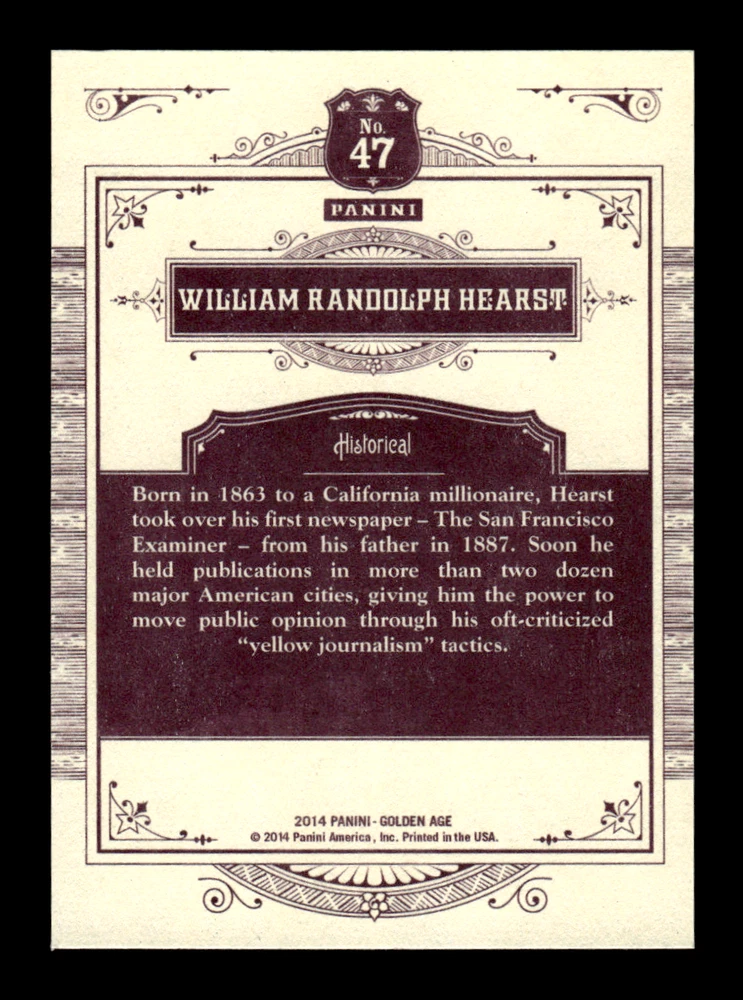 No.
47
PANINI
WILLIAM RANDOLPH HEARST
Historical
Born in 1863 to a California millionaire, Hearst
took over his first newspaper – The San Francisco
Examiner – from his father in 1887. Soon he
held publications in more than two dozen
major American cities, giving him the power to
move public opinion through his oft-criticized
“yellow journalism” tactics.
2014 PANINI - GOLDEN AGE
© 2014 Panini America, Inc. Printed in the USA.